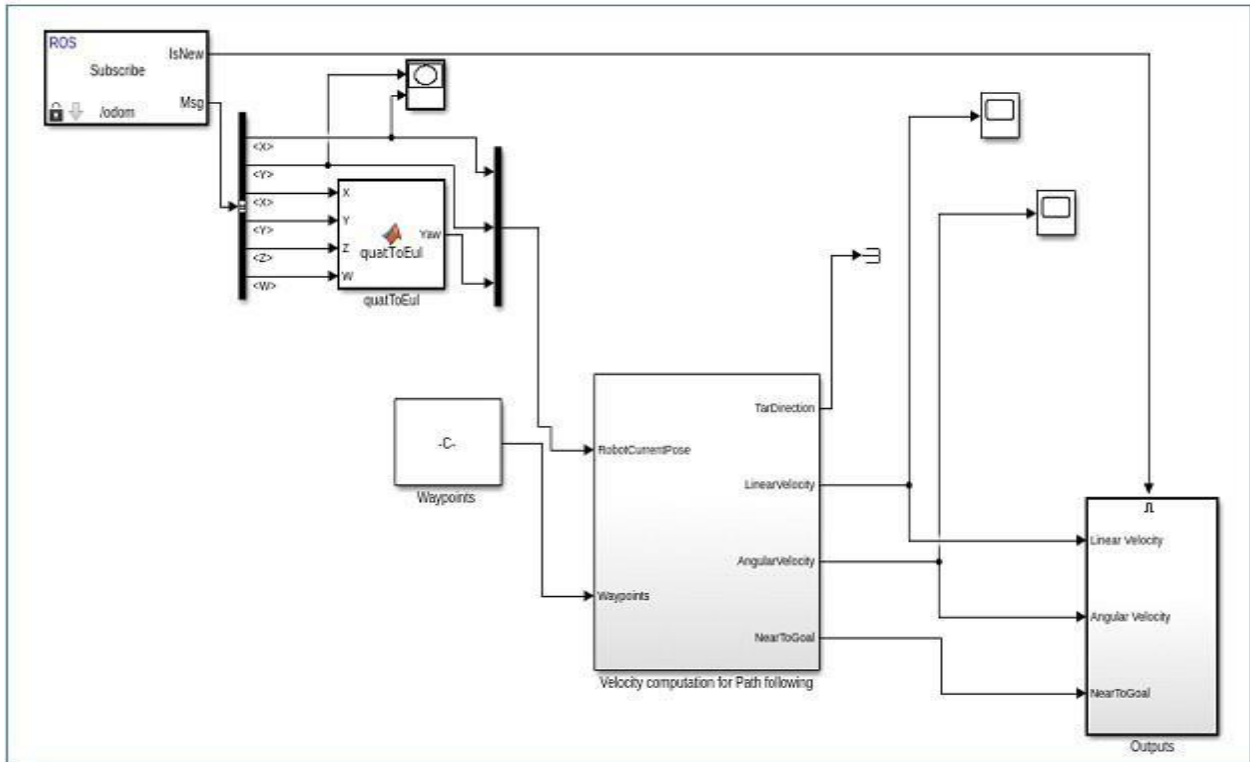 ROS
IsNew
Subscribe
Msg
/odom
<X>
<Y>
<X>
<Y>
<Z>
<W>
X
Y
Z
W
Yaw
quatToEul
quatToEul
-C-
Waypoints
RobotCurrentPose
Waypoints
TarDirection
LinearVelocity
AngularVelocity
NearToGoal
Velocity computation for Path following
Linear Velocity
Angular Velocity
NearToGoal
Outputs